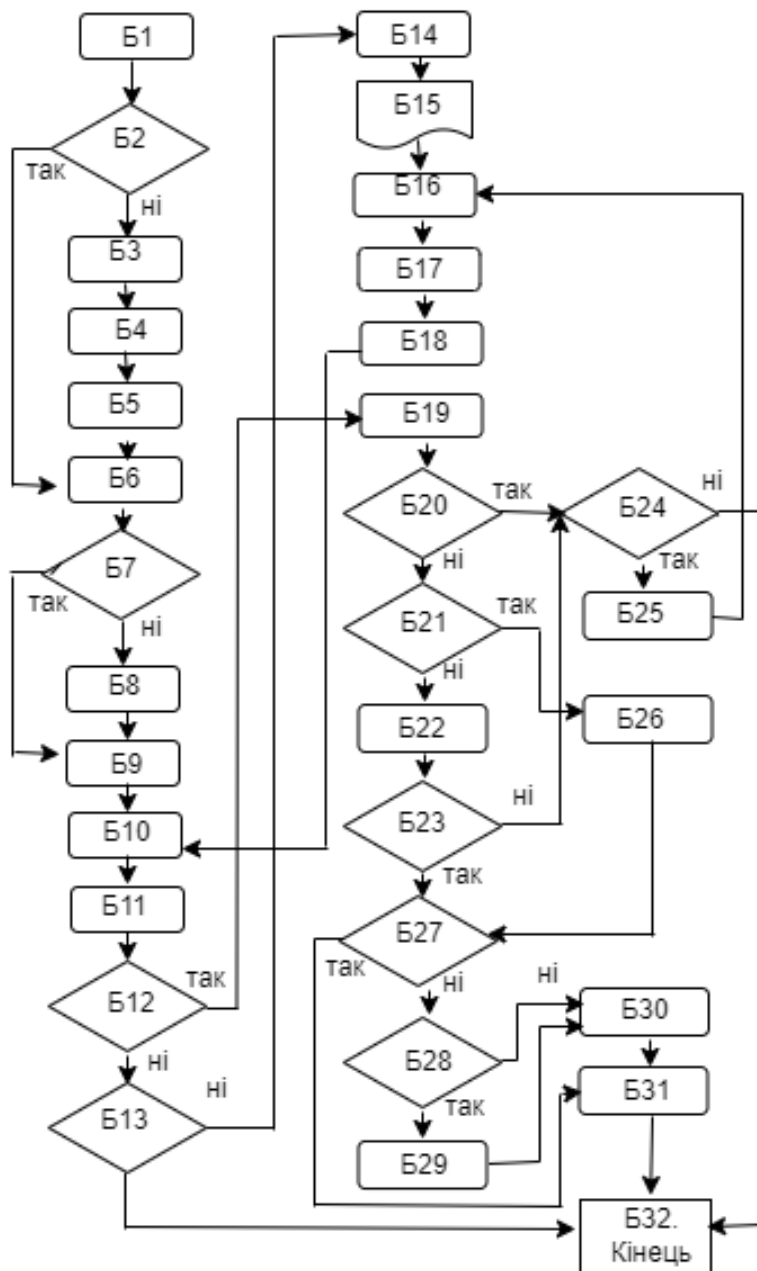 Б1
Б2
так
ні
Б3
Б4
Б5
Б6
Б7
так
ні
Б8
Б9
Б10
Б11
Б12
так
ні
Б13
ні
Б14
Б15
Б16
Б17
Б18
Б19
Б20
так
ні
Б21
так
ні
Б22
Б23
ні
так
Б24
ні
так
Б25
Б26
Б27
так
ні
Б28
ні
так
Б29
Б30
Б31
Б32.
Кінець